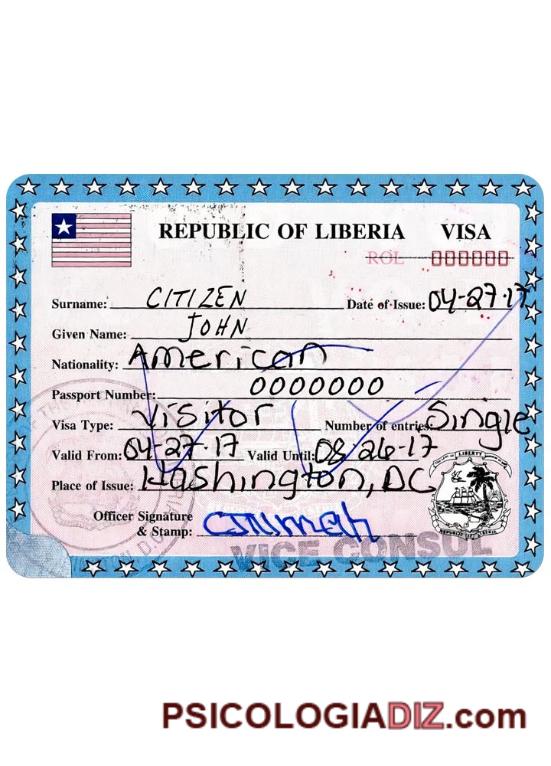 REPUBLIC OF LIBERIA VISA
ROL 000000
Surname: CITIZEN Date of Issue: 04-27-17
Given Name: JOHN
Nationality: American
Passport Number: 0000000
Visa Type: Visitor Number of entries: Single
Valid From: 04-27-17 Valid Until: 08 26-17
Place of Issue: Washington, DC
LIBERTY
Officer Signature
& Stamp: CJTumah
REPUBLIC OF LIBERIA
VICE CONSUL
PSICOLOGIADIZ.com